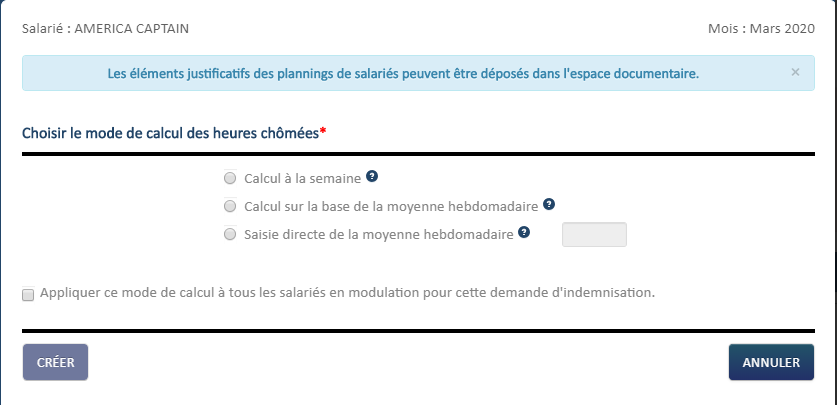 Salarié : AMERICA CAPTAIN
Mois : Mars 2020
Les éléments justificatifs des plannings de salariés peuvent être déposés dans l'espace documentaire. ×
Choisir le mode de calcul des heures chômées*
Calcul à la semaine ?
Calcul sur la base de la moyenne hebdomadaire ?
Saisie directe de la moyenne hebdomadaire ?
Appliquer ce mode de calcul à tous les salariés en modulation pour cette demande d'indemnisation.
CRÉER
ANNULER